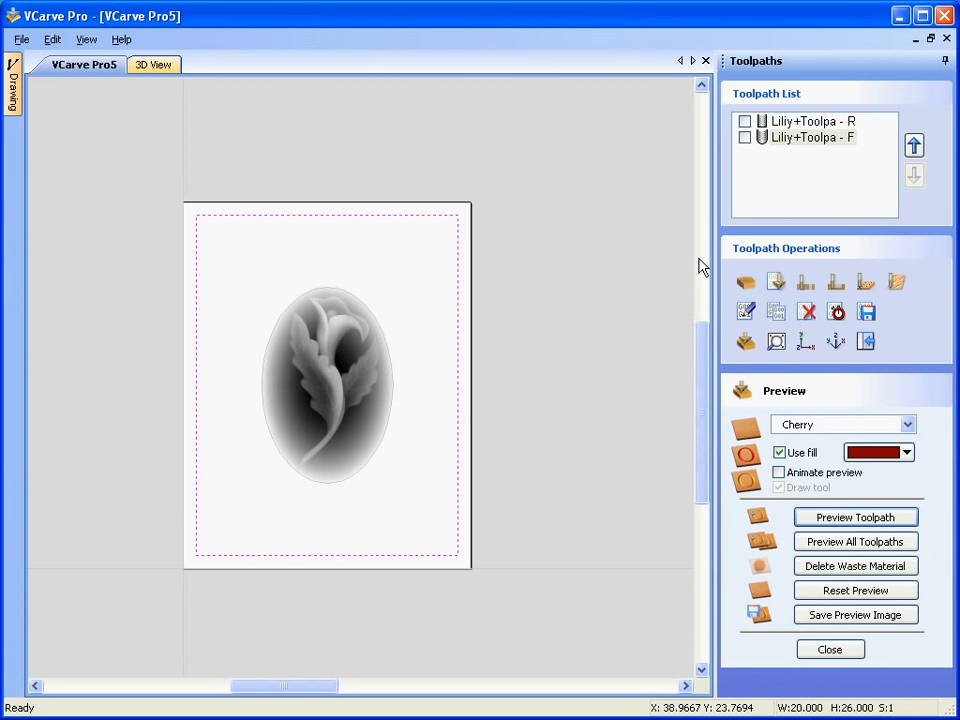 VCarve Pro - [VCarve Pro5]
File Edit View Help
V Drawing
VCarve Pro5 3D View
Toolpaths
Toolpath List
Liliy+Toolpa - R
Liliy+Toolpa - F
Toolpath Operations
Preview
Cherry
Use fill
Animate preview
Draw tool
Preview Toolpath
Preview All Toolpaths
Delete Waste Material
Reset Preview
Save Preview Image
Close
Ready X: 38.9667 Y: 23.7694 W:20.000 H:26.000 S:1